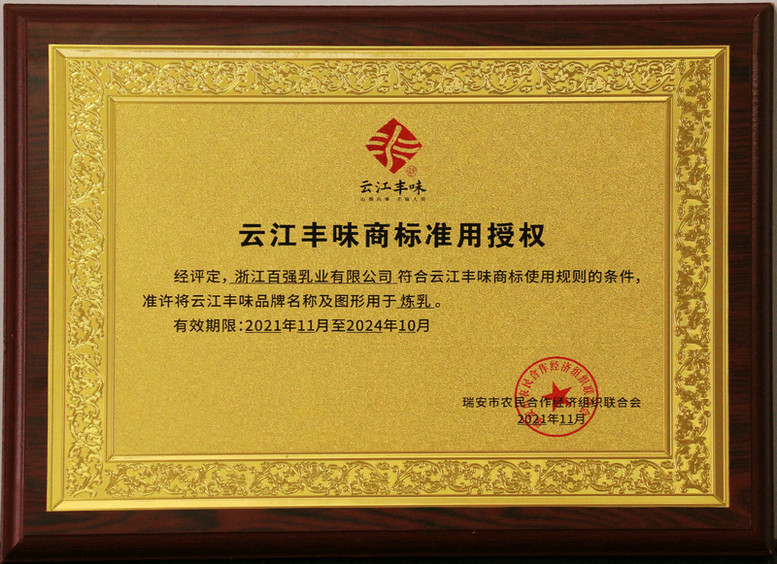 云江丰味
云江丰味商标准用授权
经评定，浙江百强乳业有限公司符合云江丰味商标使用规则的条件，
准许将云江丰味品牌名称及图形用于炼乳。
有效期限：2021年11月至2024年10月
瑞安市农民合作经济组织联合会
2021年11月